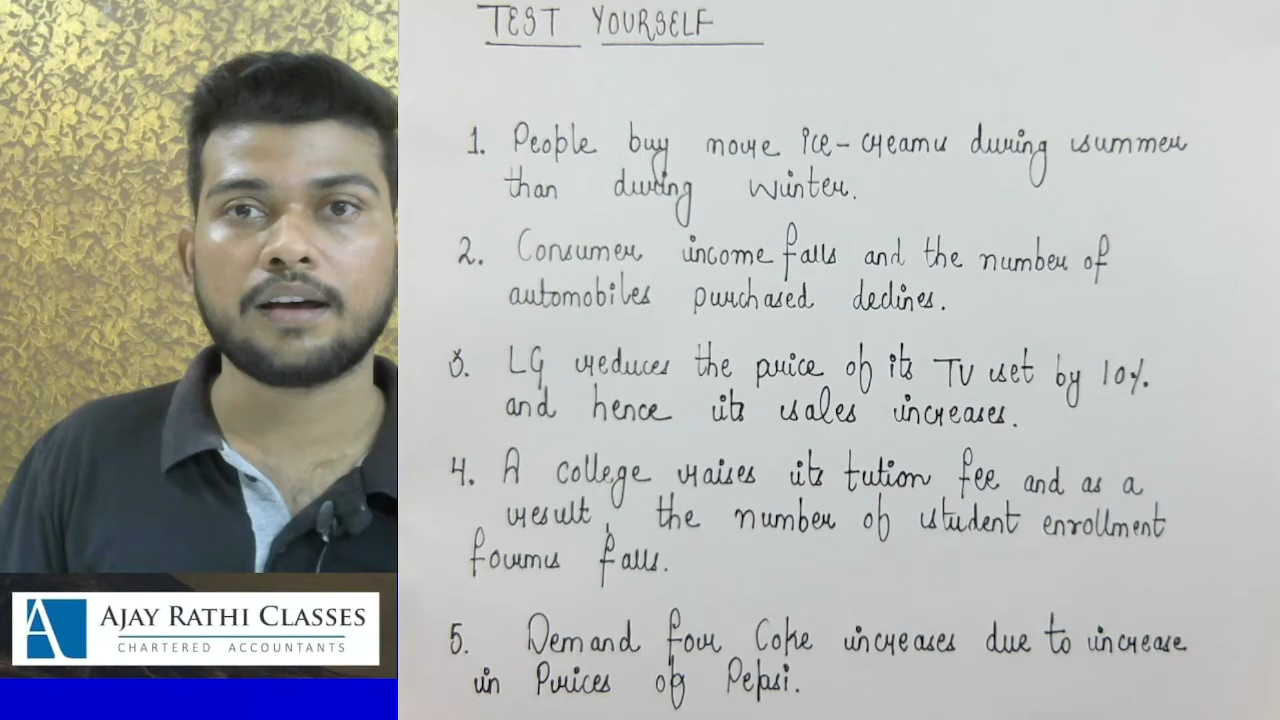 TEST YOURSELF
1. People buy more ice-creams during summer
than during winter.
2. Consumer income falls and the number of
automobiles purchased declines.
3. LG reduces the price of its TV set by 10%
and hence its sales increases.
4. A college raises its tution fee and as a
result, the number of student enrollment
forms falls.
5. Demand for Coke increases due to increase
in Prices of Pepsi.
A AJAY RATHI CLASSES
CHARTERED ACCOUNTANTS